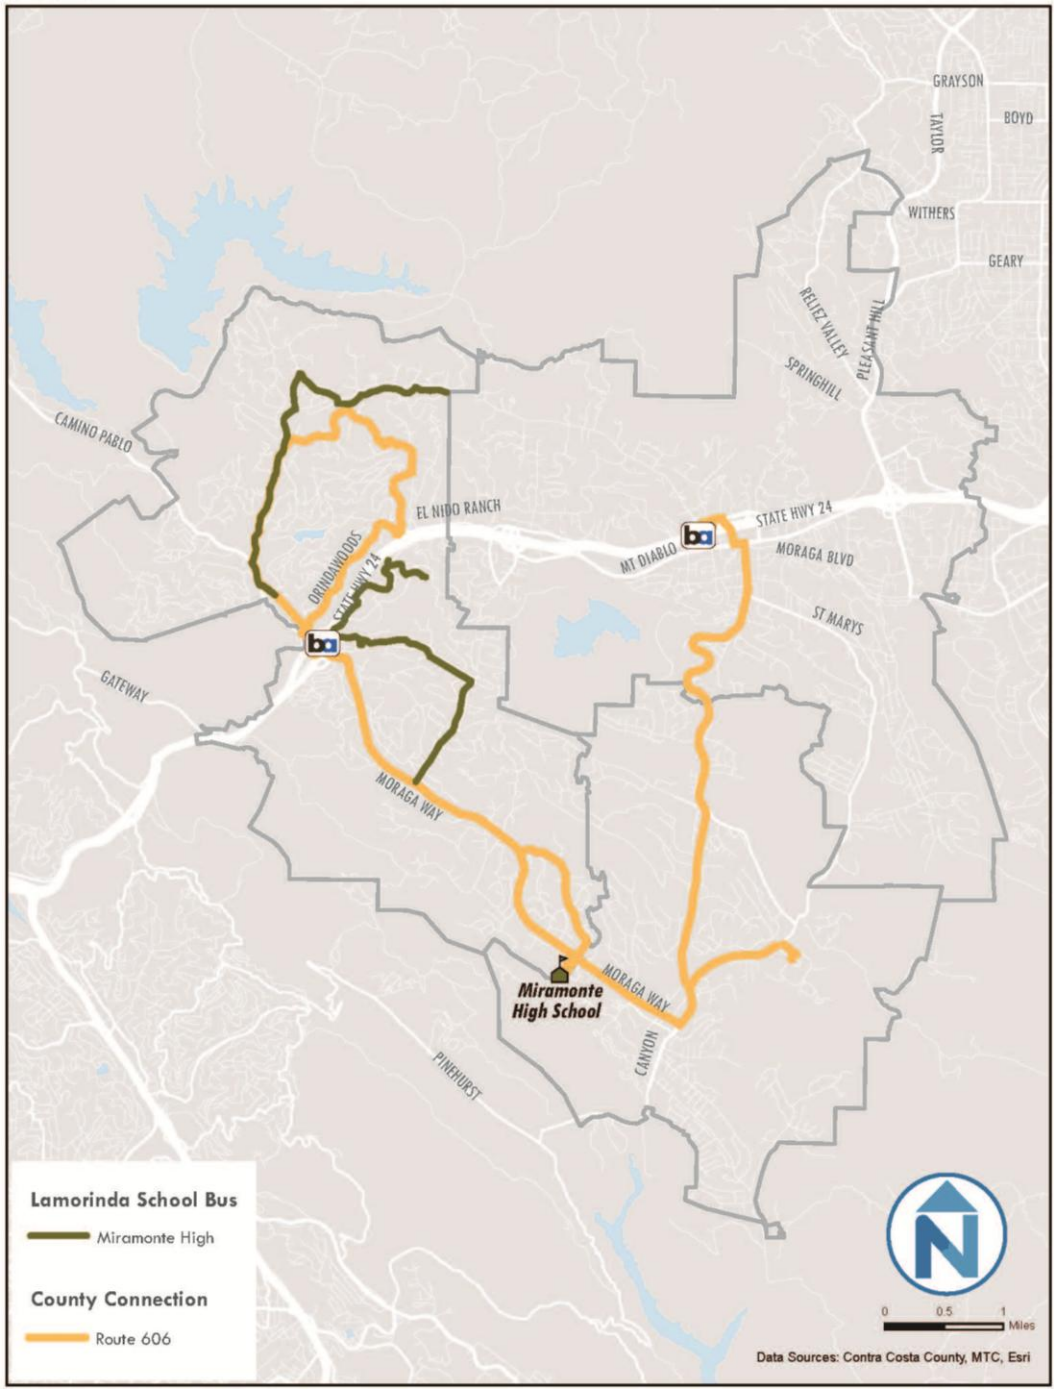 GRAYSON
TAYLOR
BOYD
WITHERS
GEARY
RELIEZ VALLEY
PLEASANT HILL
SPRINGHILL
CAMINO PABLO
EL NIDO RANCH
STATE HWY 24
ba
MT DIABLO
MORAGA BLVD
ORINDAWOODS
STATE HWY 24
ST MARYS
ba
GATEWAY
MORAGA WAY
MORAGA WAY
Miramonte
High School
CANYON
PINEHURST
Lamorinda School Bus
Miramonte High
County Connection
Route 606
N
0 0.5 1
Miles
Data Sources: Contra Costa County, MTC, Esri